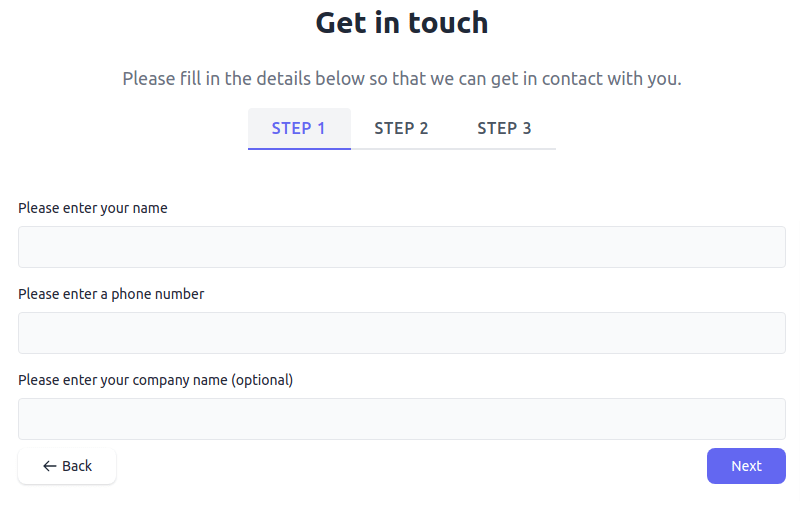 Get in touch
Please fill in the details below so that we can get in contact with you.
STEP 1 STEP 2 STEP 3
Please enter your name
Please enter a phone number
Please enter your company name (optional)
← Back Next